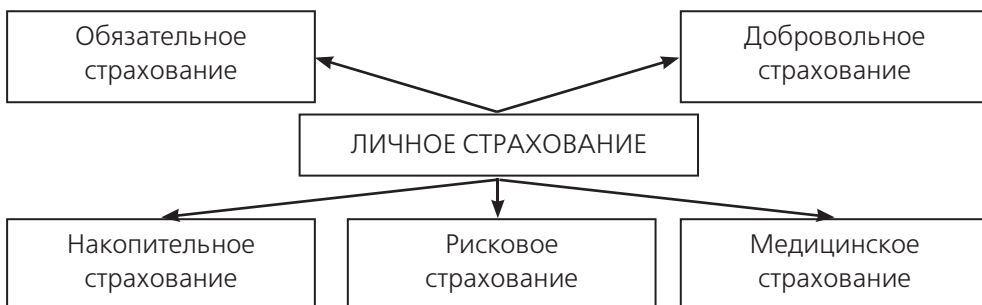 Обязательное
страхование
Добровольное
страхование
ЛИЧНОЕ СТРАХОВАНИЕ
Накопительное
страхование
Рисковое
страхование
Медицинское
страхование